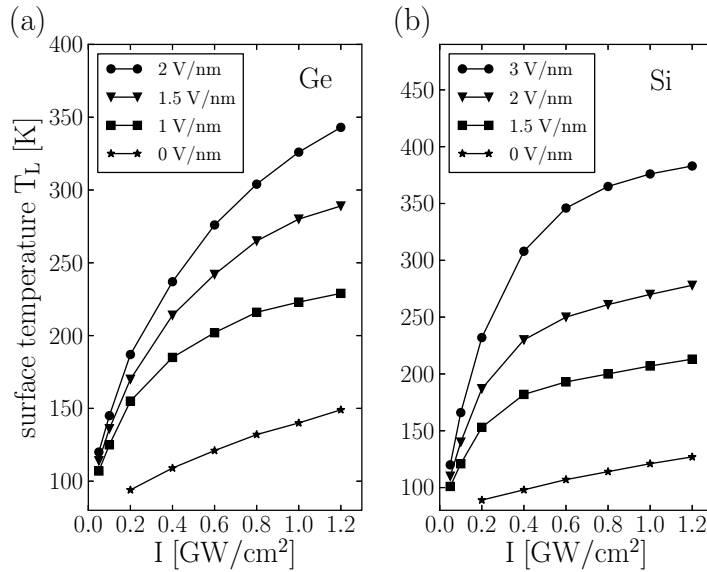 (a)
surface temperature T_L [K]
400
350
300
250
200
150
100
2 V/nm
1.5 V/nm
1 V/nm
0 V/nm
Ge
0.0 0.2 0.4 0.6 0.8 1.0 1.2
I [GW/cm²]
(b)
450
400
350
300
250
200
150
100
3 V/nm
2 V/nm
1.5 V/nm
0 V/nm
Si
0.0 0.2 0.4 0.6 0.8 1.0 1.2
I [GW/cm²]